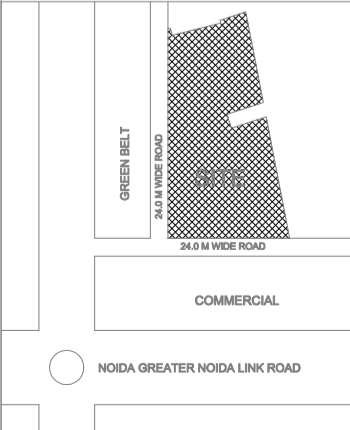 GREEN BELT
24.0 M WIDE ROAD
SITE
24.0 M WIDE ROAD
COMMERCIAL
NOIDA GREATER NOIDA LINK ROAD